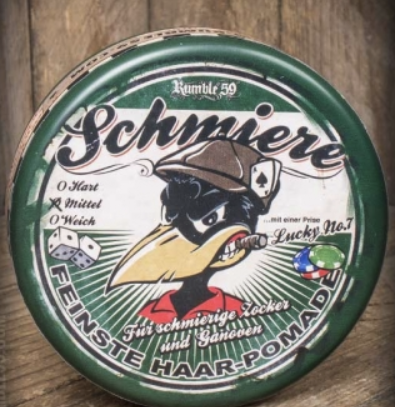 Rumble 59
Schmiere
O Hart
X Mittel
O Weich
...mit einer Prise
Lucky No.7
Für schmierige Zocker
und Ganoven
FEINSTE HAAR-POMADE